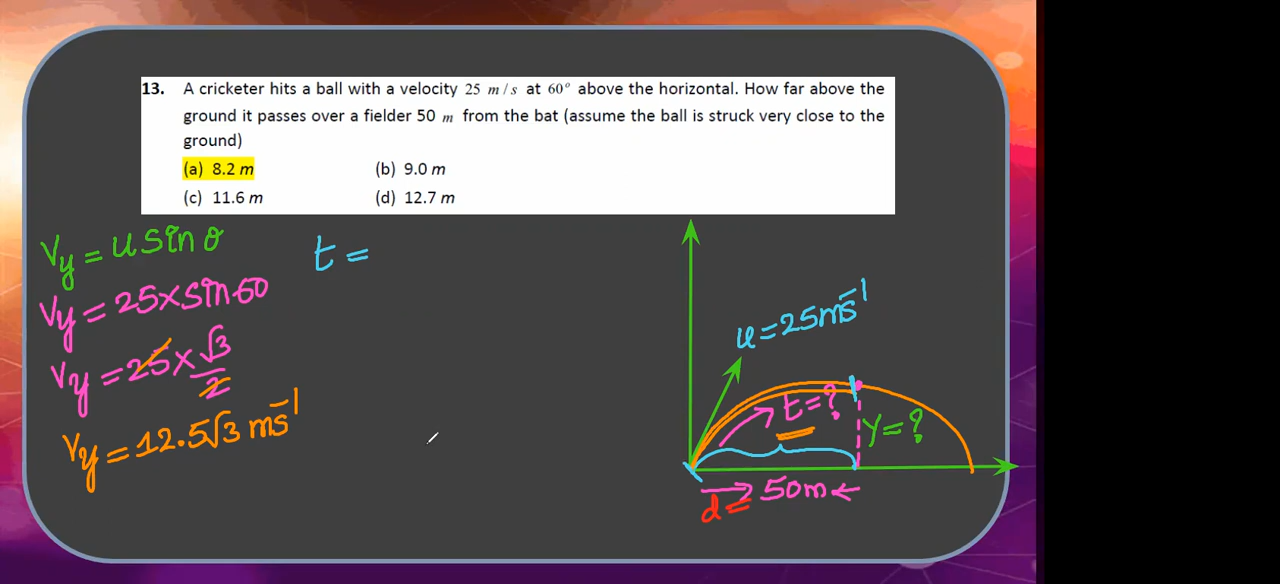 13. A cricketer hits a ball with a velocity 25 m/s at 60° above the horizontal. How far above the
ground it passes over a fielder 50 m from the bat (assume the ball is struck very close to the
ground)
(a) 8.2 m (b) 9.0 m
(c) 11.6 m (d) 12.7 m
Vy = u sin θ
t =
Vy = 25 × sin 60
Vy = 25 × √3/2
Vy = 12.5√3 ms⁻¹
u = 25 ms⁻¹
t = ?
Y = ?
50m
d =